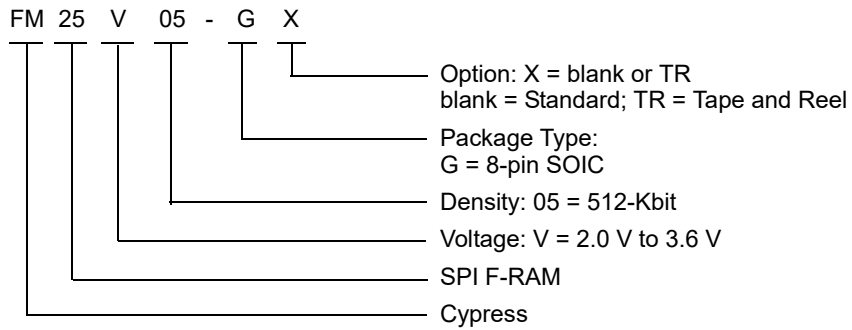 FM 25 V 05 - G X
Option: X = blank or TR
blank = Standard; TR = Tape and Reel
Package Type:
G = 8-pin SOIC
Density: 05 = 512-Kbit
Voltage: V = 2.0 V to 3.6 V
SPI F-RAM
Cypress